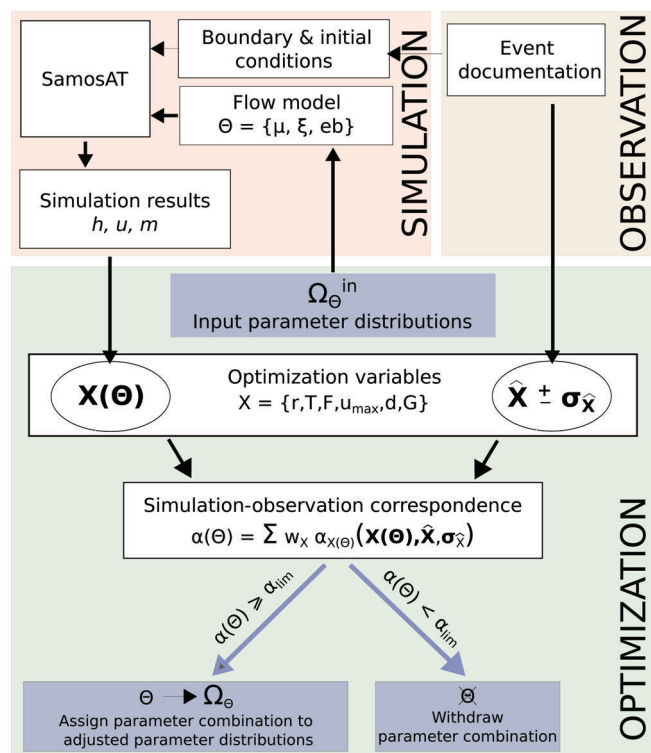 SamosAT
Boundary & initial
conditions
Event
documentation
Flow model
Θ = {μ, ξ, eb}
Simulation results
h, u, m
SIMULATION
OBSERVATION
Ω_Θ^in
Input parameter distributions
X(Θ)
Optimization variables
X = {r,T,F,u_max,d,G}
X̂ ± σ_X̂
Simulation-observation correspondence
α(Θ) = Σ w_X α_X(Θ)(X(Θ),X̂,σ_X̂)
α(Θ) ⩾ α_lim
α(Θ) < α_lim
Θ → Ω_Θ
Assign parameter combination to
adjusted parameter distributions
Θ̸
Withdraw
parameter combination
OPTIMIZATION